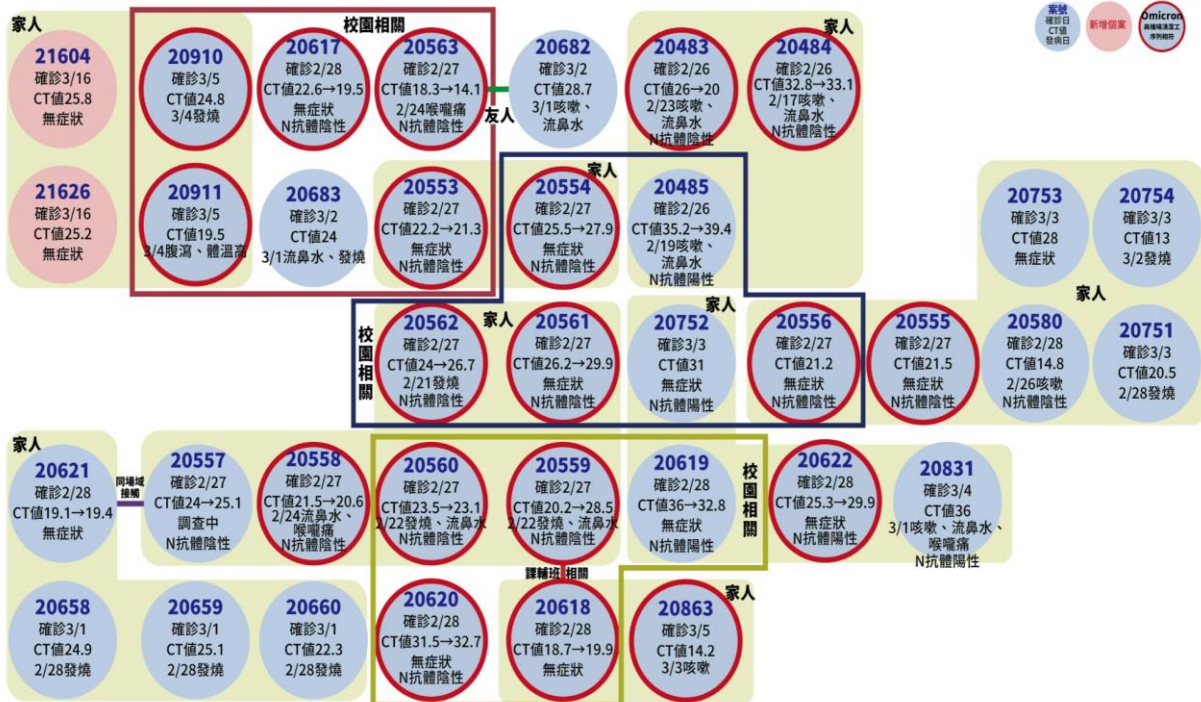 案號
確診日
CT值
發病日
新增個案
Omicron
與機場清潔工
序列相符
家人
校園相關
家人
21604
確診3/16
CT值25.8
無症狀
20910
確診3/5
CT值24.8
3/4發燒
20617
確診2/28
CT值22.6→19.5
無症狀
N抗體陰性
20563
確診2/27
CT值18.3→14.1
2/24喉嚨痛
N抗體陰性
友人
20682
確診3/2
CT值28.7
3/1咳嗽、
流鼻水
20483
確診2/26
CT值26→20
2/23咳嗽、
流鼻水
N抗體陰性
20484
確診2/26
CT值32.8→33.1
2/17咳嗽、
流鼻水
N抗體陰性
21626
確診3/16
CT值25.2
無症狀
20911
確診3/5
CT值19.5
3/4腹瀉、體溫高
20683
確診3/2
CT值24
3/1流鼻水、發燒
20553
確診2/27
CT值22.2→21.3
無症狀
N抗體陰性
家人
20554
確診2/27
CT值25.5→27.9
無症狀
N抗體陰性
20485
確診2/26
CT值35.2→39.4
2/19咳嗽、
流鼻水
N抗體陽性
20753
確診3/3
CT值28
無症狀
20754
確診3/3
CT值13
3/2發燒
校園相關
20562
確診2/27
CT值24→26.7
2/21發燒
N抗體陰性
家人
20561
確診2/27
CT值26.2→29.9
無症狀
N抗體陰性
家人
20752
確診3/3
CT值31
無症狀
N抗體陽性
20556
確診2/27
CT值21.2
無症狀
N抗體陰性
20555
確診2/27
CT值21.5
無症狀
N抗體陰性
家人
20580
確診2/28
CT值14.8
2/26咳嗽
N抗體陰性
20751
確診3/3
CT值20.5
2/28發燒
家人
20621
確診2/28
CT值19.1→19.4
無症狀
同場域
接觸
20557
確診2/27
CT值24→25.1
調查中
N抗體陰性
20558
確診2/27
CT值21.5→20.6
2/24流鼻水、
喉嚨痛
N抗體陰性
20560
確診2/27
CT值23.5→23.1
2/22發燒、流鼻水
N抗體陰性
20559
確診2/27
CT值20.2→28.5
2/22發燒、流鼻水
N抗體陰性
20619
確診2/28
CT值36→32.8
無症狀
N抗體陽性
校園相關
20622
確診2/28
CT值25.3→29.9
無症狀
N抗體陽性
20831
確診3/4
CT值36
3/1咳嗽、流鼻水、
喉嚨痛
N抗體陽性
課輔班 相關
20658
確診3/1
CT值24.9
2/28發燒
20659
確診3/1
CT值25.1
2/28發燒
20660
確診3/1
CT值22.3
2/28發燒
20620
確診2/28
CT值31.5→32.7
無症狀
N抗體陰性
20618
確診2/28
CT值18.7→19.9
無症狀
家人
20863
確診3/5
CT值14.2
3/3咳嗽